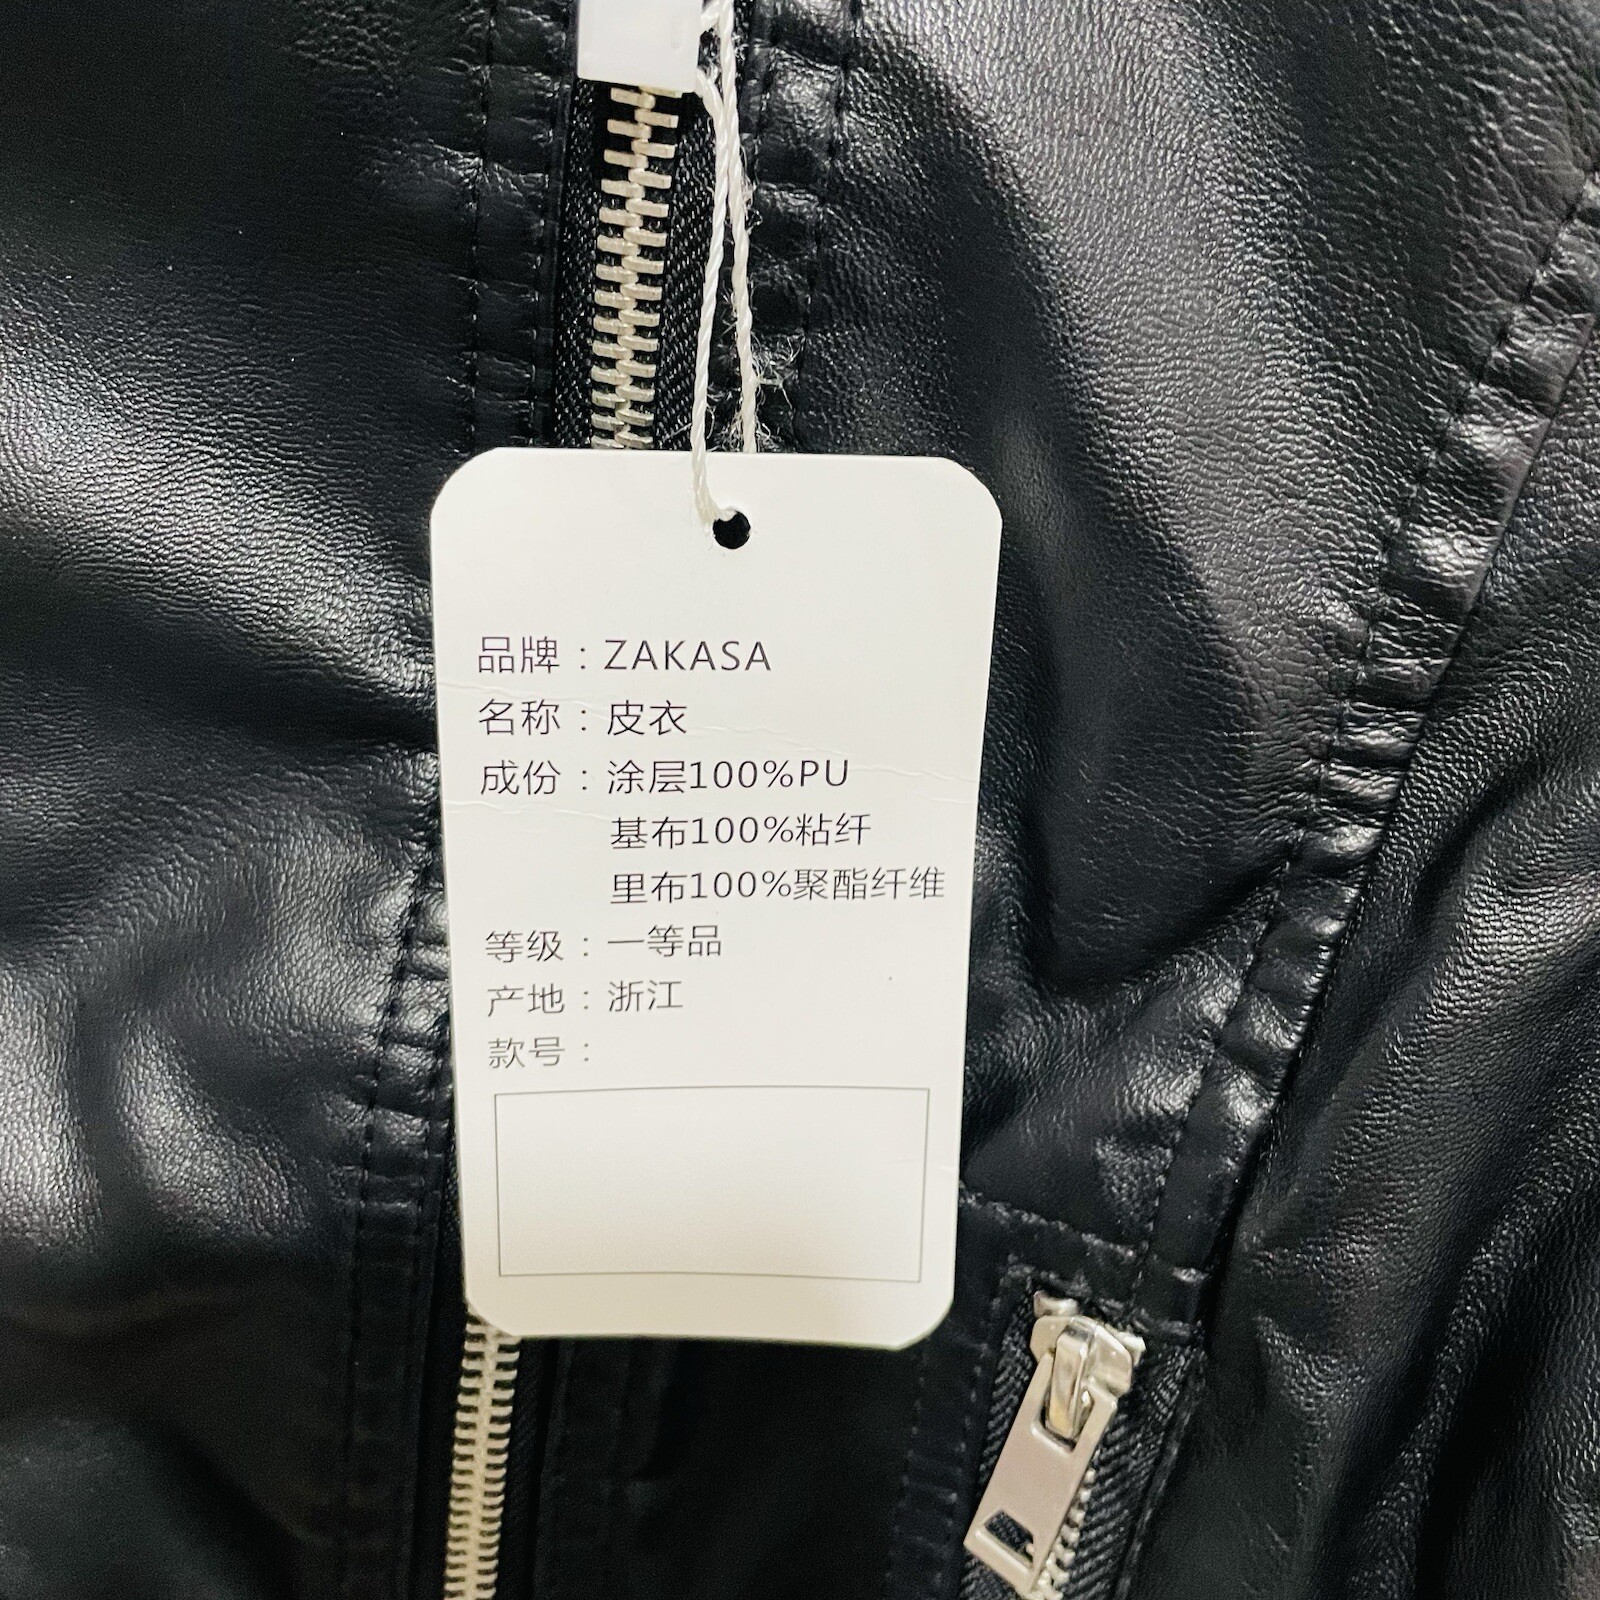 品牌：ZAKASA
名称：皮衣
成份：涂层100%PU
基布100%粘纤
里布100%聚酯纤维
等级：一等品
产地：浙江
款号：